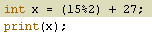 int x = (15%2) + 27;
print(x);